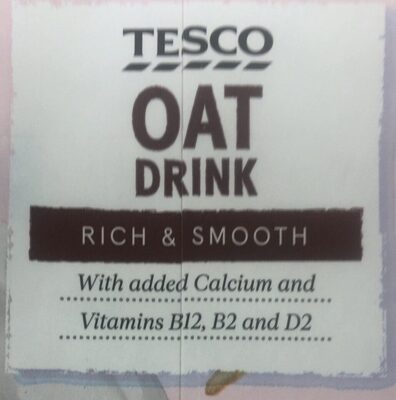 TESCO
OAT
DRINK
RICH & SMOOTH
With added Calcium and
Vitamins B12, B2 and D2